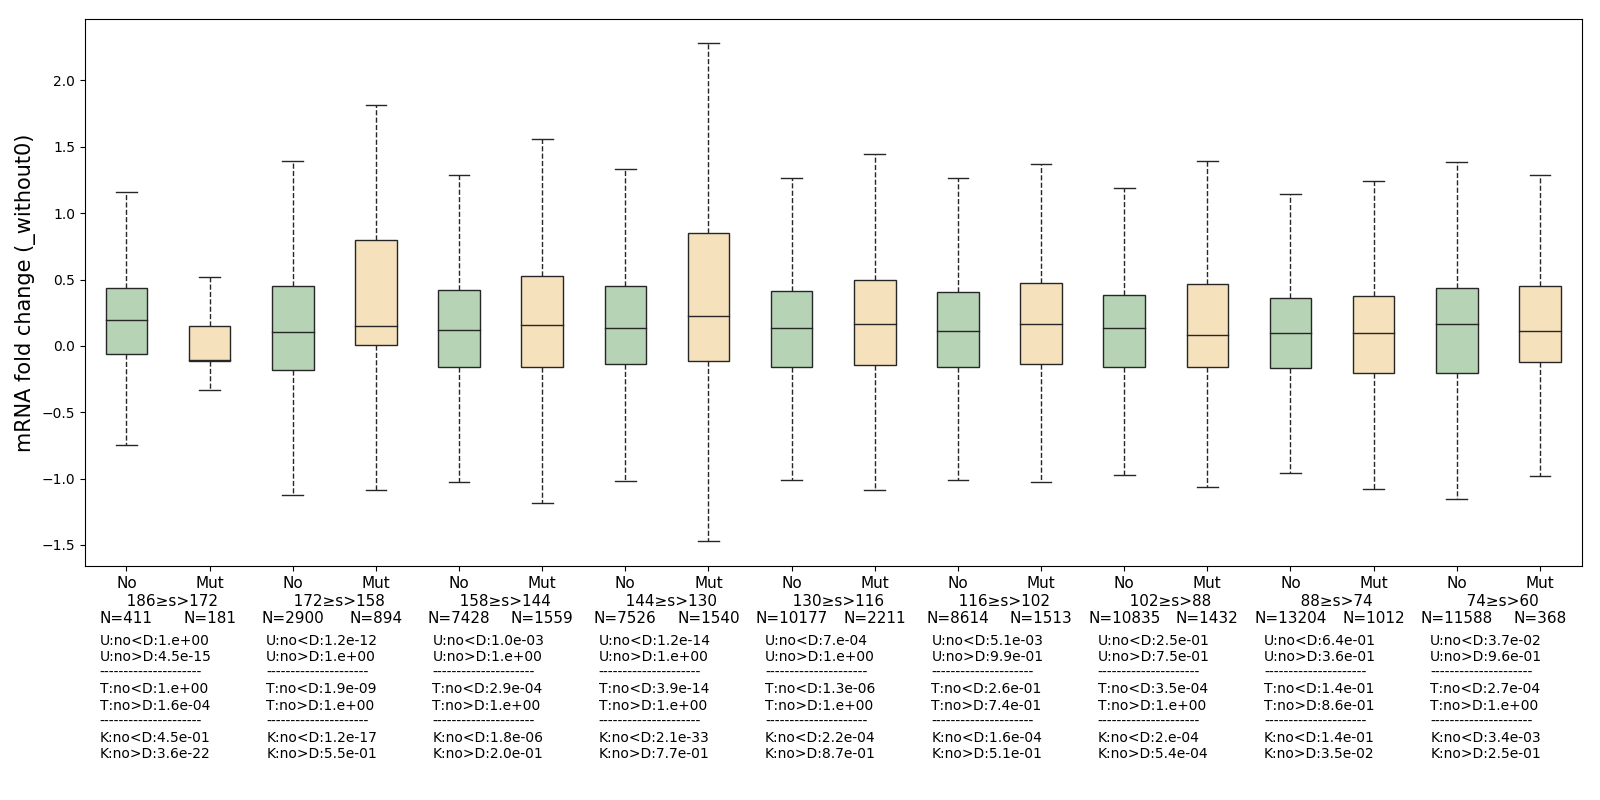 mRNA fold change (_without0)
2.0
1.5
1.0
0.5
0.0
−0.5
−1.0
−1.5
No Mut No Mut No Mut No Mut No Mut No Mut No Mut No Mut No Mut
186≥s>172 172≥s>158 158≥s>144 144≥s>130 130≥s>116 116≥s>102 102≥s>88 88≥s>74 74≥s>60
N=411 N=181 N=2900 N=894 N=7428 N=1559 N=7526 N=1540 N=10177 N=2211 N=8614 N=1513 N=10835 N=1432 N=13204 N=1012 N=11588 N=368
U:no<D:1.e+00 U:no<D:1.2e-12 U:no<D:1.0e-03 U:no<D:1.2e-14 U:no<D:7.e-04 U:no<D:5.1e-03 U:no<D:2.5e-01 U:no<D:6.4e-01 U:no<D:3.7e-02
U:no>D:4.5e-15 U:no>D:1.e+00 U:no>D:1.e+00 U:no>D:1.e+00 U:no>D:1.e+00 U:no>D:9.9e-01 U:no>D:7.5e-01 U:no>D:3.6e-01 U:no>D:9.6e-01
--------------------- --------------------- --------------------- --------------------- --------------------- --------------------- --------------------- --------------------- ---------------------
T:no<D:1.e+00 T:no<D:1.9e-09 T:no<D:2.9e-04 T:no<D:3.9e-14 T:no<D:1.3e-06 T:no<D:2.6e-01 T:no<D:3.5e-04 T:no<D:1.4e-01 T:no<D:2.7e-04
T:no>D:1.6e-04 T:no>D:1.e+00 T:no>D:1.e+00 T:no>D:1.e+00 T:no>D:1.e+00 T:no>D:7.4e-01 T:no>D:1.e+00 T:no>D:8.6e-01 T:no>D:1.e+00
--------------------- --------------------- --------------------- --------------------- --------------------- --------------------- --------------------- --------------------- ---------------------
K:no<D:4.5e-01 K:no<D:1.2e-17 K:no<D:1.8e-06 K:no<D:2.1e-33 K:no<D:2.2e-04 K:no<D:1.6e-04 K:no<D:2.e-04 K:no<D:1.4e-01 K:no<D:3.4e-03
K:no>D:3.6e-22 K:no>D:5.5e-01 K:no>D:2.0e-01 K:no>D:7.7e-01 K:no>D:8.7e-01 K:no>D:5.1e-01 K:no>D:5.4e-04 K:no>D:3.5e-02 K:no>D:2.5e-01